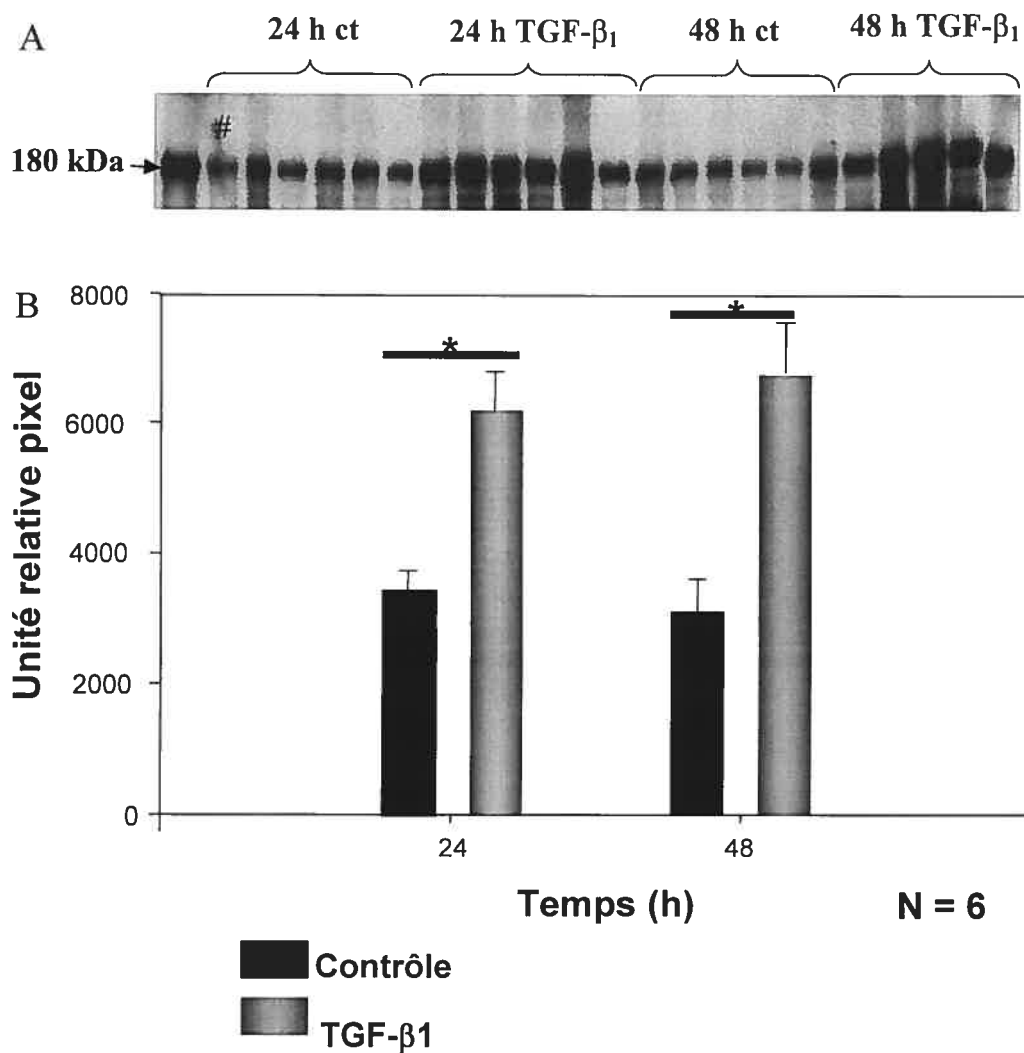 A
24 h ct 24 h TGF-β₁ 48 h ct 48 h TGF-β₁
#
180 kDa
B
8000
6000
4000
2000
0
Unité relative pixel
*
*
24 48
Temps (h) N = 6
Contrôle
TGF-β1